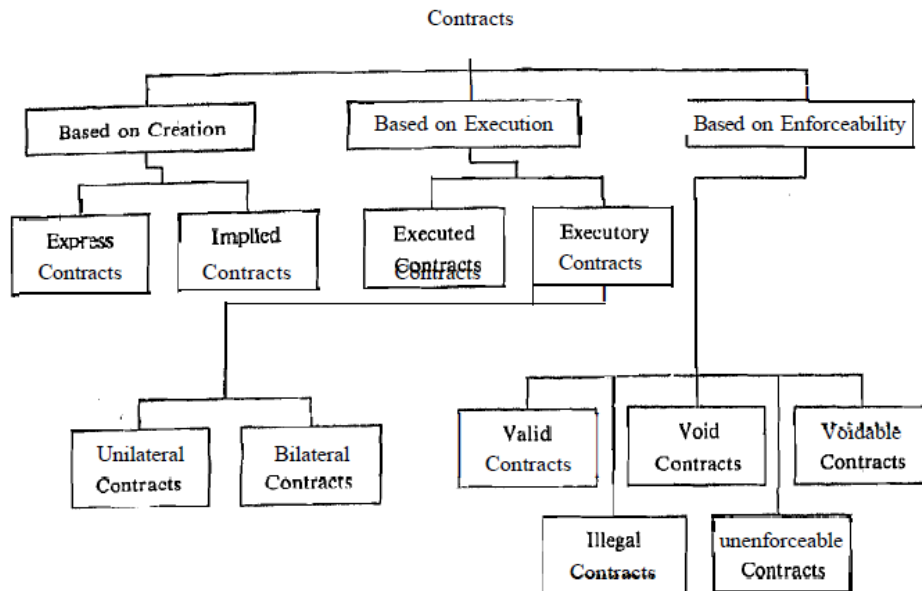 Contracts
Based on Creation
Based on Execution
Based on Enforceability
Express
Contracts
Implied
Contracts
Executed
Contracts
Executory
Contracts
Unilateral
Contracts
Bilateral
Contracts
Valid
Contracts
Void
Contracts
Voidable
Contracts
Illegal
Contracts
unenforceable
Contracts